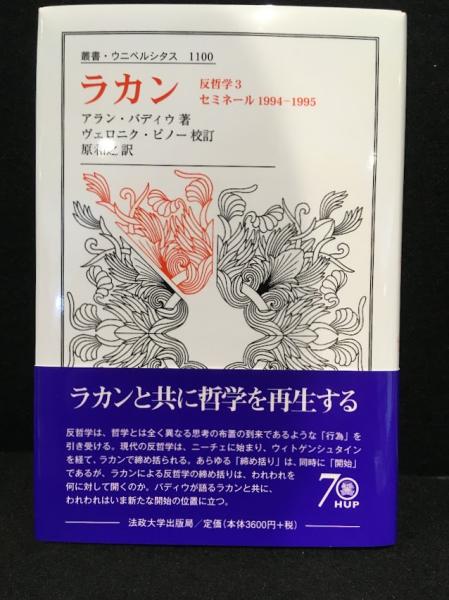 叢書・ウニベルシタス 1100
ラカン
反哲学3
セミネール 1994-1995
アラン・バディウ 著
ヴェロニク・ピノー 校訂
原和之 訳
ラカンと共に哲学を再生する
反哲学は、哲学とは全く異なる思考の布置の到来であるような「行為」を
引き受ける。現代の反哲学は、ニーチェに始まり、ウィトゲンシュタイン
を経て、ラカンで締め括られる。あらゆる「締め括り」は、同時に「開始」
であるが、ラカンによる反哲学の締め括りは、われわれを
何に対して開くのか。バディウが語るラカンと共に、
われわれはいま新たな開始の位置に立つ。
70
HUP
法政大学出版局/定価(本体3600円+税)